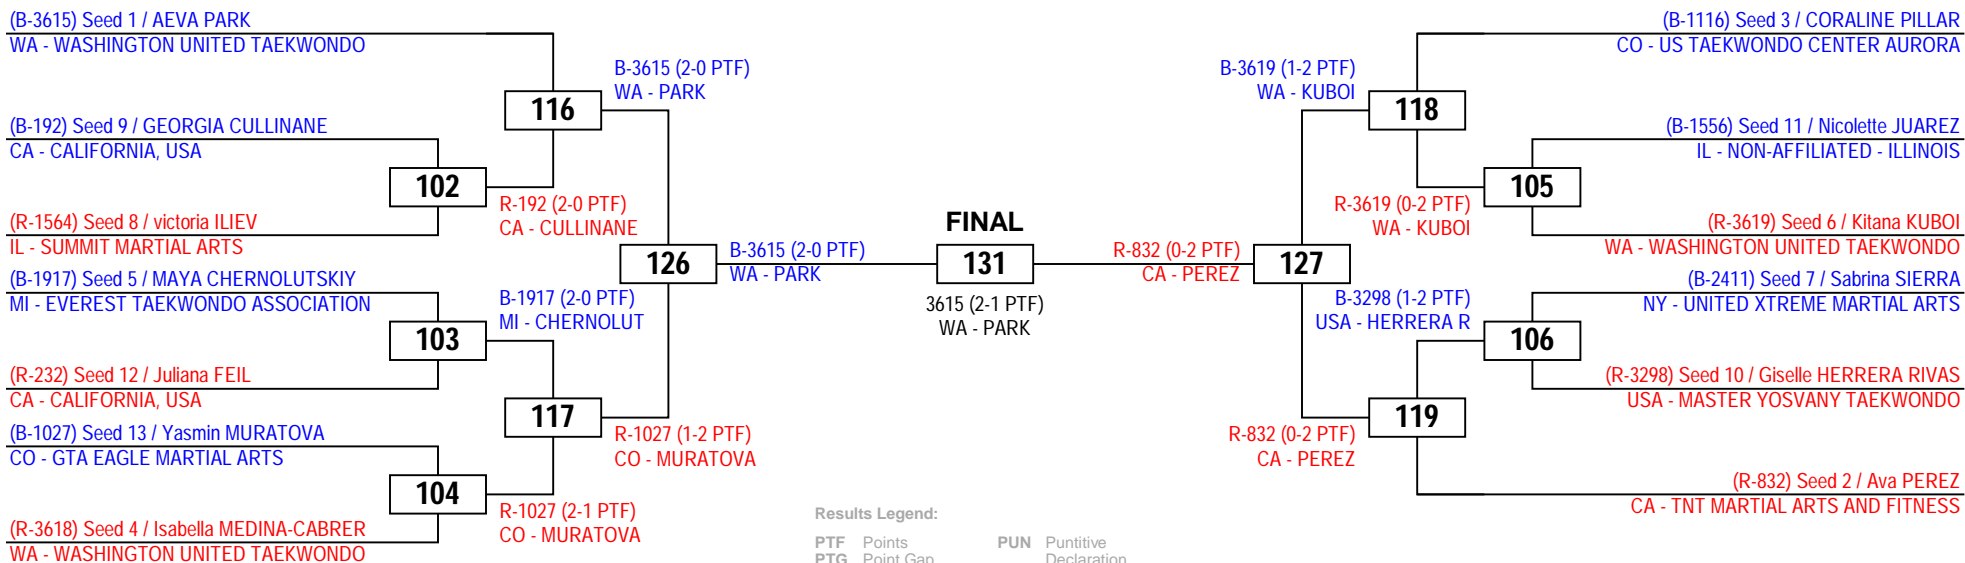 (B-3615) Seed 1 / AEVA PARK
WA - WASHINGTON UNITED TAEKWONDO
B-3615 (2-0 PTF)
WA - PARK
116
(B-192) Seed 9 / GEORGIA CULLINANE
CA - CALIFORNIA, USA
102
R-192 (2-0 PTF)
CA - CULLINANE
(R-1564) Seed 8 / victoria ILIEV
IL - SUMMIT MARTIAL ARTS
126
B-3615 (2-0 PTF)
WA - PARK
(B-1917) Seed 5 / MAYA CHERNOLUTSKIY
MI - EVEREST TAEKWONDO ASSOCIATION
B-1917 (2-0 PTF)
MI - CHERNOLUT
103
(R-232) Seed 12 / Juliana FEIL
CA - CALIFORNIA, USA
117
R-1027 (1-2 PTF)
CO - MURATOVA
(B-1027) Seed 13 / Yasmin MURATOVA
CO - GTA EAGLE MARTIAL ARTS
104
R-1027 (2-1 PTF)
CO - MURATOVA
(R-3618) Seed 4 / Isabella MEDINA-CABRER
WA - WASHINGTON UNITED TAEKWONDO
FINAL
131
3615 (2-1 PTF)
WA - PARK
(B-1116) Seed 3 / CORALINE PILLAR
CO - US TAEKWONDO CENTER AURORA
B-3619 (1-2 PTF)
WA - KUBOI
118
(B-1556) Seed 11 / Nicolette JUAREZ
IL - NON-AFFILIATED - ILLINOIS
105
R-3619 (0-2 PTF)
WA - KUBOI
(R-3619) Seed 6 / Kitana KUBOI
WA - WASHINGTON UNITED TAEKWONDO
R-832 (0-2 PTF)
CA - PEREZ
127
(B-2411) Seed 7 / Sabrina SIERRA
NY - UNITED XTREME MARTIAL ARTS
B-3298 (1-2 PTF)
USA - HERRERA R
106
(R-3298) Seed 10 / Giselle HERRERA RIVAS
USA - MASTER YOSVANY TAEKWONDO
119
R-832 (0-2 PTF)
CA - PEREZ
(R-832) Seed 2 / Ava PEREZ
CA - TNT MARTIAL ARTS AND FITNESS
Results Legend:
PTF Points PUN Puntitive
PTG Point Gap Declaration